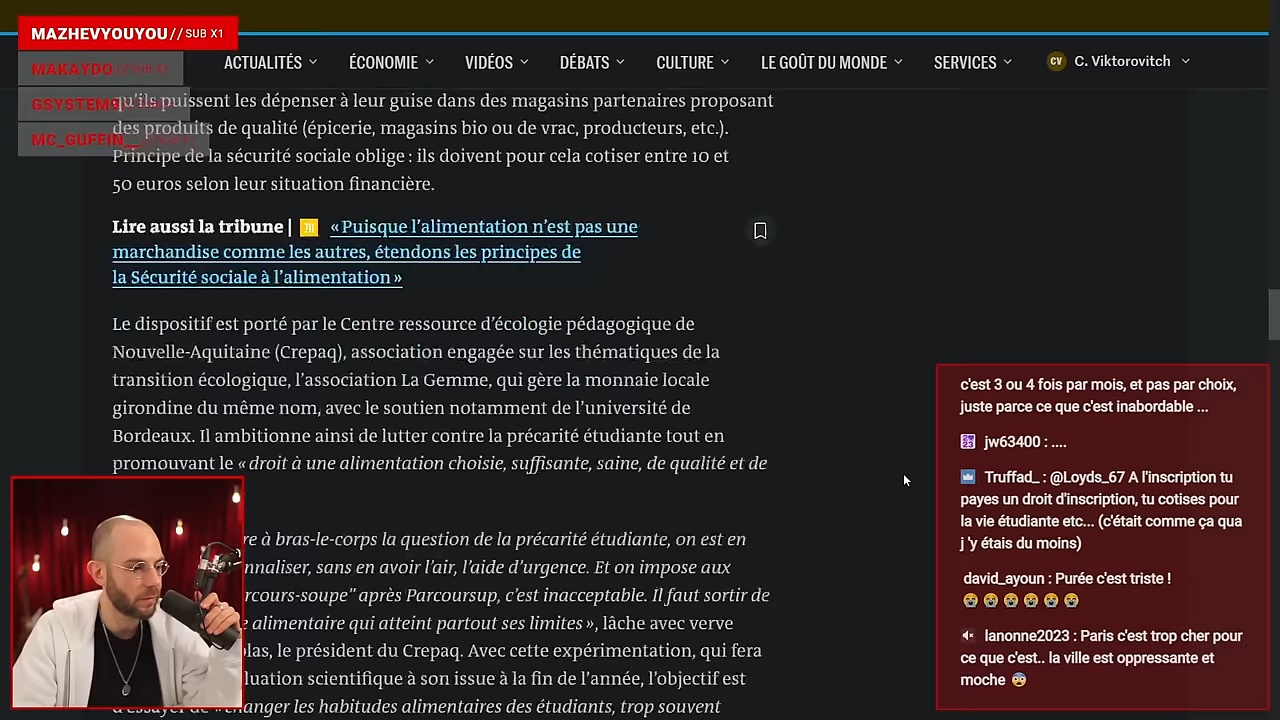 MAZHEVYOUYOU // SUB X1
MAKAYDO // SUB X1
GSYSTEM9
MC_GUFFIN__
ACTUALITÉS
ÉCONOMIE
VIDÉOS
DÉBATS
CULTURE
LE GOÛT DU MONDE
SERVICES
CV C. Viktorovitch
qu'ils puissent les dépenser à leur guise dans des magasins partenaires proposant
des produits de qualité (épicerie, magasins bio ou de vrac, producteurs, etc.).
Principe de la sécurité sociale oblige : ils doivent pour cela cotiser entre 10 et
50 euros selon leur situation financière.
Lire aussi la tribune | « Puisque l'alimentation n'est pas une
marchandise comme les autres, étendons les principes de
la Sécurité sociale à l'alimentation »
Le dispositif est porté par le Centre ressource d'écologie pédagogique de
Nouvelle-Aquitaine (Crepaq), association engagée sur les thématiques de la
transition écologique, l'association La Gemme, qui gère la monnaie locale
girondine du même nom, avec le soutien notamment de l'université de
Bordeaux. Il ambitionne ainsi de lutter contre la précarité étudiante tout en
promouvant le « droit à une alimentation choisie, suffisante, saine, de qualité et de
re à bras-le-corps la question de la précarité étudiante, on est en
nnaliser, sans en avoir l'air, l'aide d'urgence. Et on impose aux
rcours-soupe" après Parcoursup, c'est inacceptable. Il faut sortir de
e alimentaire qui atteint partout ses limites », lâche avec verve
las, le président du Crepaq. Avec cette expérimentation, qui fera
luation scientifique à son issue à la fin de l'année, l'objectif est
d'essayer de « changer les habitudes alimentaires des étudiants, trop souvent
c'est 3 ou 4 fois par mois, et pas par choix,
juste parce ce que c'est inabordable ...
jw63400 : ....
Truffad_ : @Loyds_67 A l'inscription tu
payes un droit d'inscription, tu cotises pour
la vie étudiante etc... (c'était comme ça qua
j 'y étais du moins)
david_ayoun : Purée c'est triste !
😭😭😭😭😭😭
lanonne2023 : Paris c'est trop cher pour
ce que c'est.. la ville est oppressante et
moche 😨